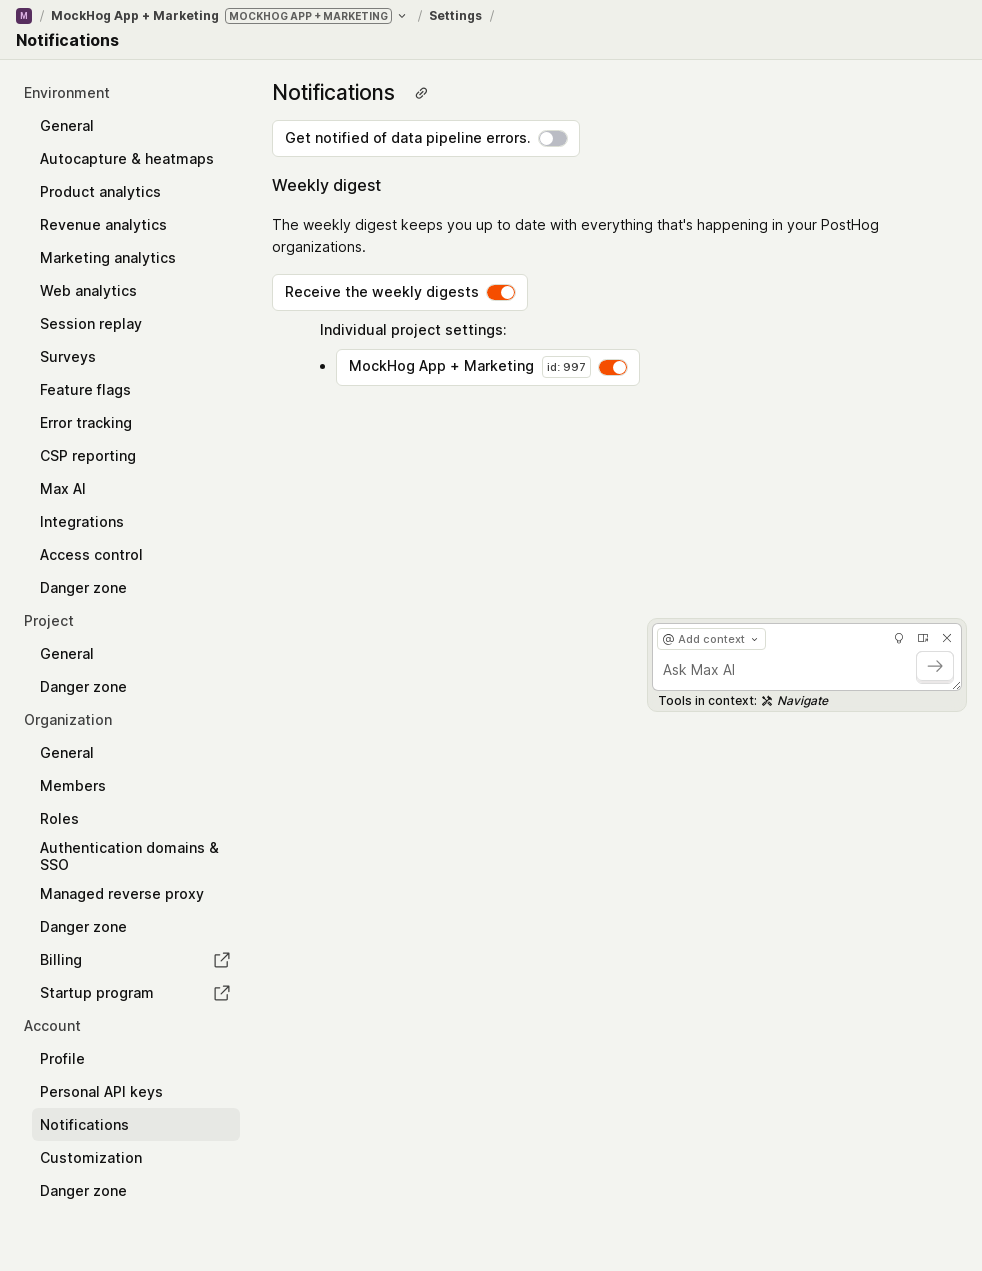 M / MockHog App + Marketing MOCKHOG APP + MARKETING / Settings /
Notifications
Environment
General
Autocapture & heatmaps
Product analytics
Revenue analytics
Marketing analytics
Web analytics
Session replay
Surveys
Feature flags
Error tracking
CSP reporting
Max AI
Integrations
Access control
Danger zone
Project
General
Danger zone
Organization
General
Members
Roles
Authentication domains &
SSO
Managed reverse proxy
Danger zone
Billing
Startup program
Account
Profile
Personal API keys
Notifications
Customization
Danger zone
Notifications
Get notified of data pipeline errors.
Weekly digest
The weekly digest keeps you up to date with everything that's happening in your PostHog
organizations.
Receive the weekly digests
Individual project settings:
MockHog App + Marketing id: 997
@ Add context
Ask Max AI
Tools in context: Navigate